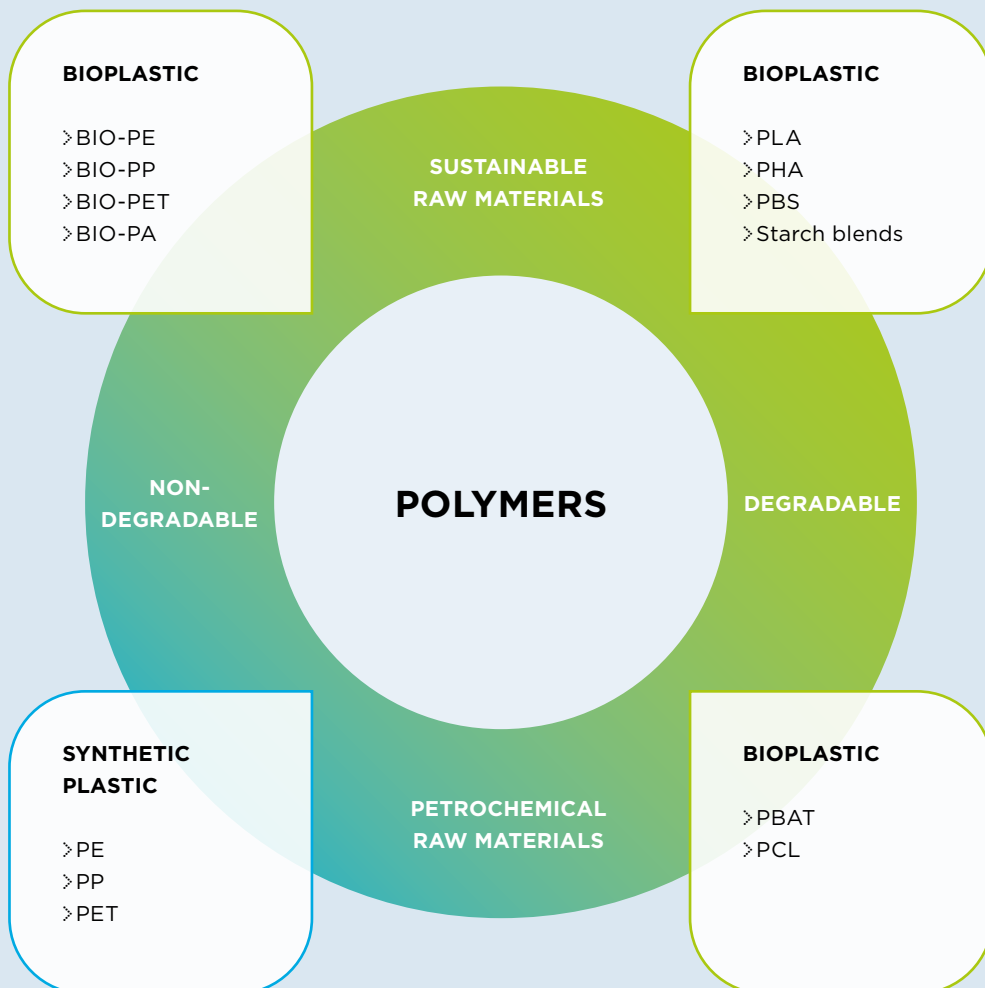 BIOPLASTIC
>BIO-PE
>BIO-PP
>BIO-PET
>BIO-PA
SUSTAINABLE
RAW MATERIALS
BIOPLASTIC
>PLA
>PHA
>PBS
>Starch blends
NON-
DEGRADABLE
POLYMERS
DEGRADABLE
SYNTHETIC
PLASTIC
>PE
>PP
>PET
PETROCHEMICAL
RAW MATERIALS
BIOPLASTIC
>PBAT
>PCL